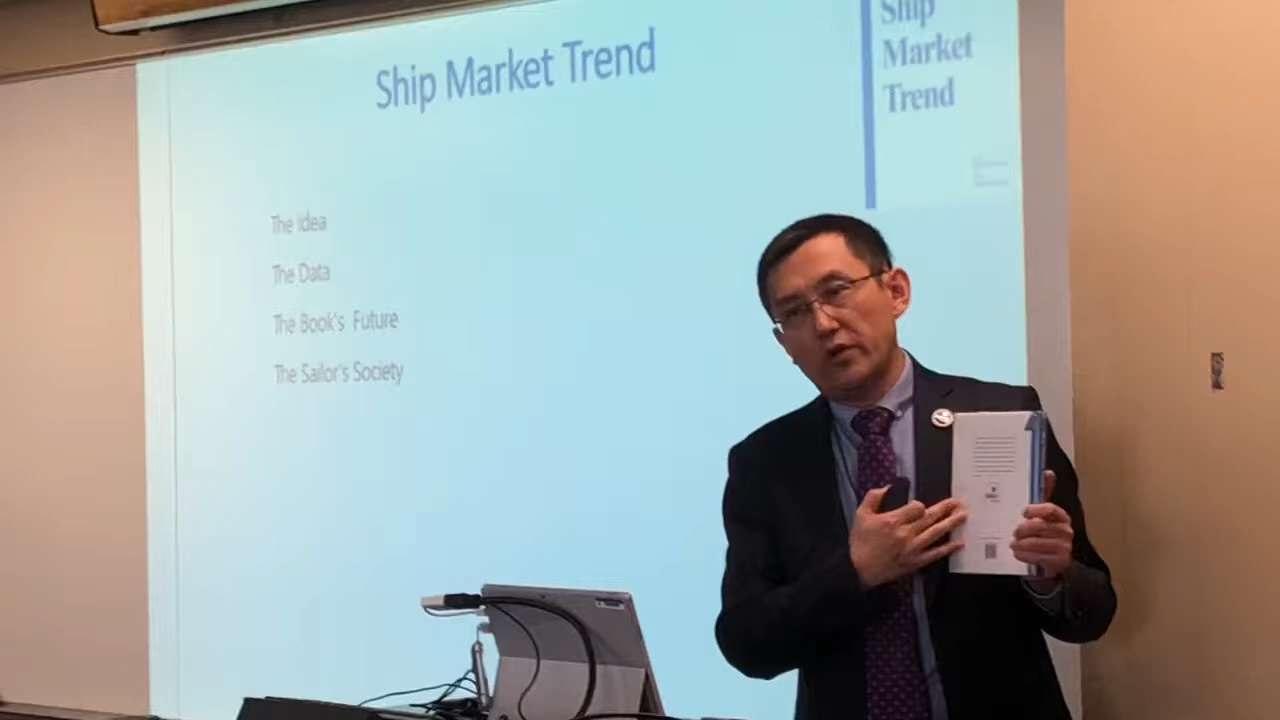 Ship Market Trend
Ship
Market
Trend
The Idea
The Data
The Book's Future
The Sailor's Society